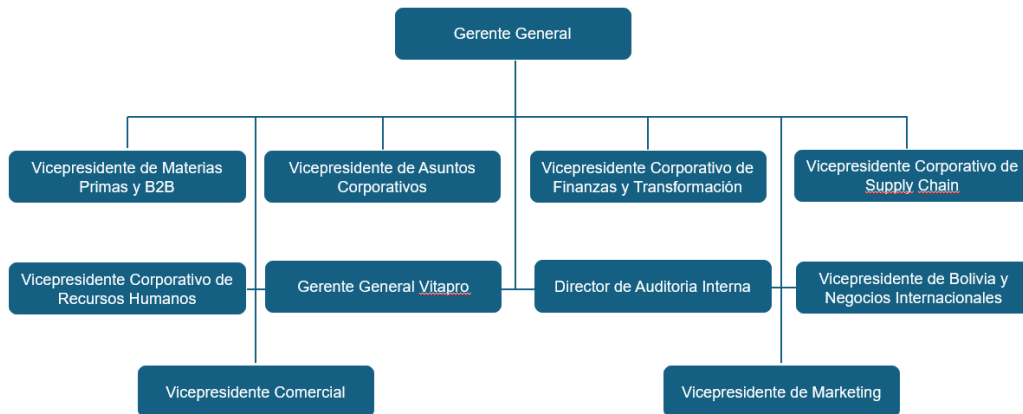 Gerente General
Vicepresidente de Materias
Primas y B2B
Vicepresidente de Asuntos
Corporativos
Vicepresidente Corporativo de
Finanzas y Transformación
Vicepresidente Corporativo de
Supply Chain
Vicepresidente Corporativo de
Recursos Humanos
Gerente General Vitapro
Director de Auditoria Interna
Vicepresidente de Bolivia y
Negocios Internacionales
Vicepresidente Comercial
Vicepresidente de Marketing